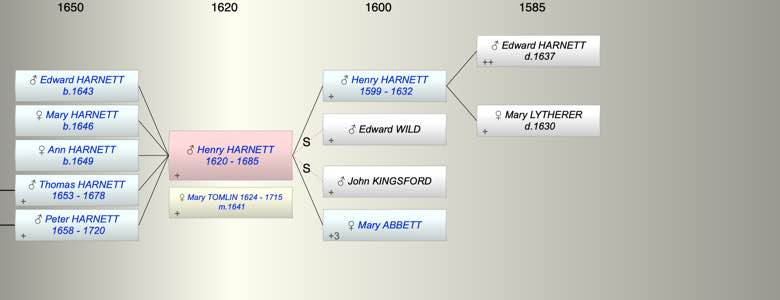 1650
1620
1600
1585
♂ Edward HARNETT
b.1643
♀ Mary HARNETT
b.1646
♀ Ann HARNETT
b.1649
♂ Thomas HARNETT
1653 - 1678
+
♂ Peter HARNETT
1658 - 1720
+
♂ Henry HARNETT
1620 - 1685
+
♀ Mary TOMLIN 1624 - 1715
m.1641
+
♂ Henry HARNETT
1599 - 1632
+
S
♂ Edward WILD
+
S
♂ John KINGSFORD
+
♀ Mary ABBETT
+3
♂ Edward HARNETT
d.1637
++
♀ Mary LYTHERER
d.1630
+